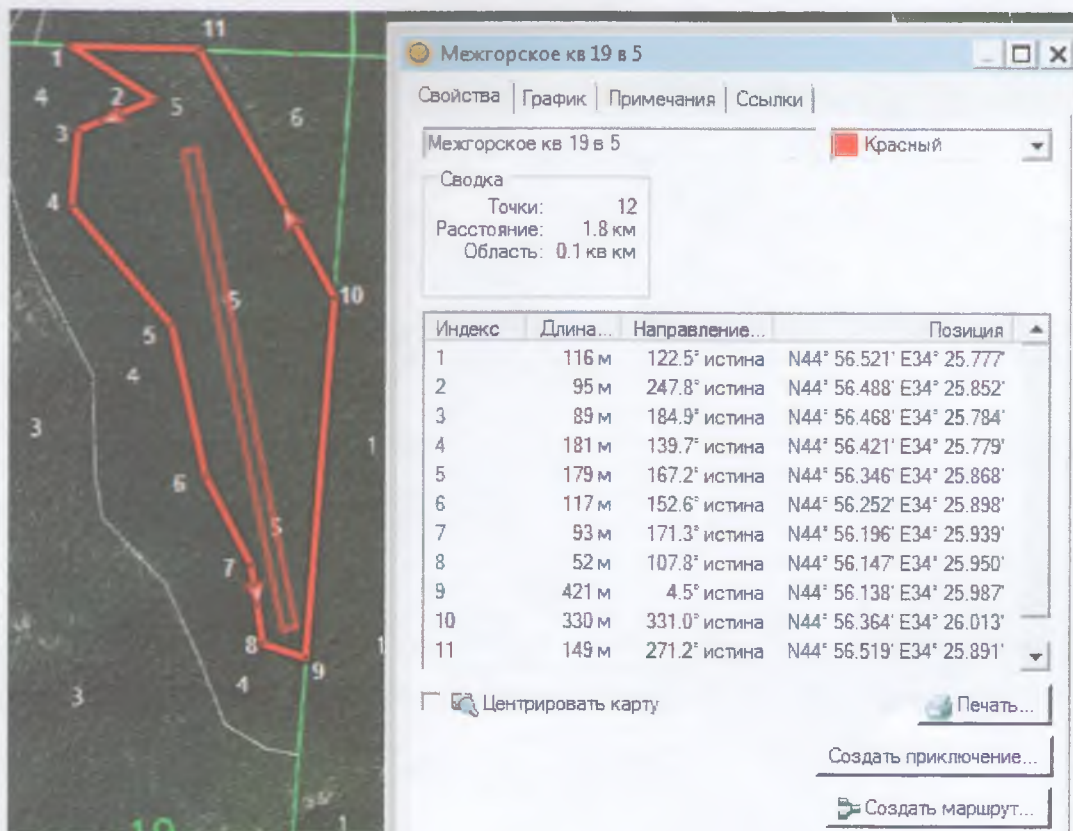 Межгорское кв 19 в 5
Свойства График Примечания Ссылки
Межгорское кв 19 в 5 Красный
Сводка
Точки: 12
Расстояние: 1.8 км
Область: 0.1 кв км
Индекс Длина... Направление... Позиция
1 116 м 122.5° истина N44° 56.521' E34° 25.777'
2 95 м 247.8° истина N44° 56.488' E34° 25.852'
3 89 м 184.9° истина N44° 56.468' E34° 25.784'
4 181 м 139.7° истина N44° 56.421' E34° 25.779'
5 179 м 167.2° истина N44° 56.346' E34° 25.868'
6 117 м 152.6° истина N44° 56.252' E34° 25.898'
7 93 м 171.3° истина N44° 56.196' E34° 25.939'
8 52 м 107.8° истина N44° 56.147' E34° 25.950'
9 421 м 4.5° истина N44° 56.138' E34° 25.987'
10 330 м 331.0° истина N44° 56.364' E34° 26.013'
11 149 м 271.2° истина N44° 56.519' E34° 25.891'
Центрировать карту
Печать...
Создать приключение...
Создать маршрут...
11
1
4
2
5
6
3
4
10
5
5
4
3
1
6
5
7
8
1
9
4
3
19
1